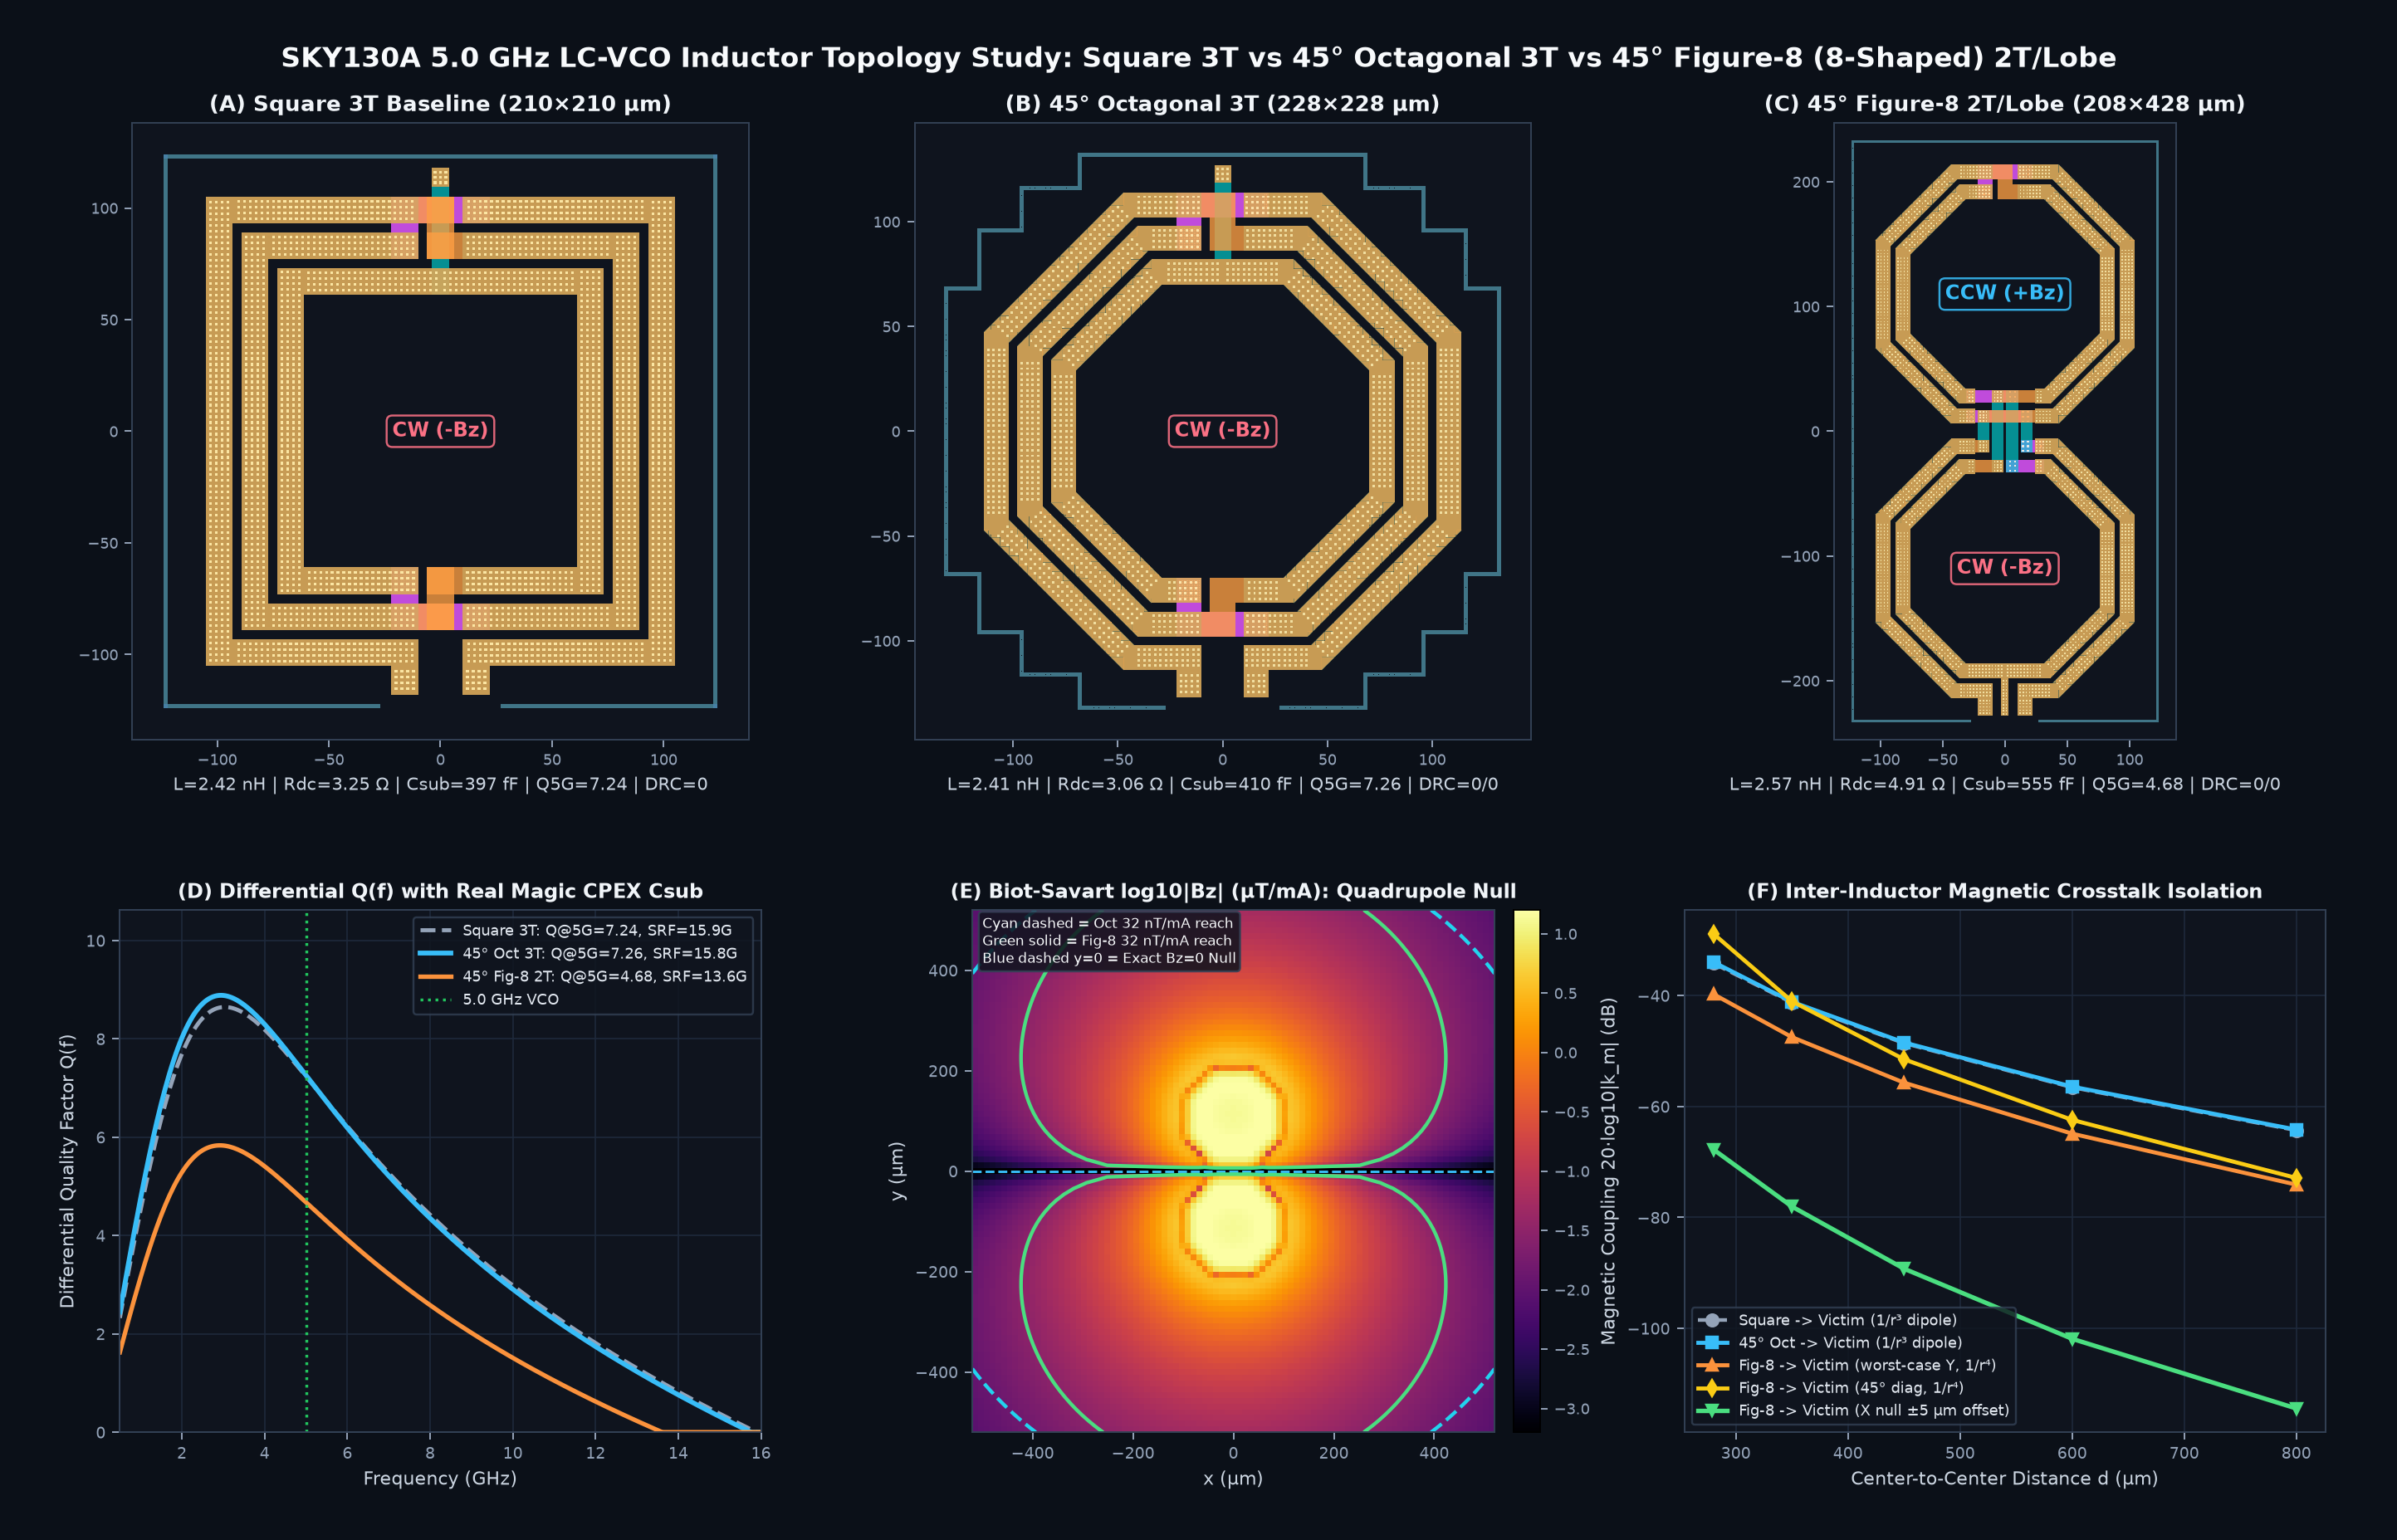 SKY130A 5.0 GHz LC-VCO Inductor Topology Study: Square 3T vs 45° Octagonal 3T vs 45° Figure-8 (8-Shaped) 2T/Lobe
(A) Square 3T Baseline (210×210 µm)
100
50
0
−50
−100
CW (-Bz)
−100
−50
0
50
100
L=2.42 nH | Rdc=3.25 Ω | Csub=397 fF | Q5G=7.24 | DRC=0
(B) 45° Octagonal 3T (228×228 µm)
100
50
0
−50
−100
CW (-Bz)
−100
−50
0
50
100
L=2.41 nH | Rdc=3.06 Ω | Csub=410 fF | Q5G=7.26 | DRC=0/0
(C) 45° Figure-8 2T/Lobe (208×428 µm)
200
100
0
−100
−200
CCW (+Bz)
CW (-Bz)
−100
−50
0
50
100
L=2.57 nH | Rdc=4.91 Ω | Csub=555 fF | Q5G=4.68 | DRC=0/0
(D) Differential Q(f) with Real Magic CPEX Csub
Differential Quality Factor Q(f)
10
8
6
4
2
0
Square 3T: Q@5G=7.24, SRF=15.9G
45° Oct 3T: Q@5G=7.26, SRF=15.8G
45° Fig-8 2T: Q@5G=4.68, SRF=13.6G
5.0 GHz VCO
2
4
6
8
10
12
14
16
Frequency (GHz)
(E) Biot-Savart log10|Bz| (µT/mA): Quadrupole Null
y (µm)
400
200
0
−200
−400
Cyan dashed = Oct 32 nT/mA reach
Green solid = Fig-8 32 nT/mA reach
Blue dashed y=0 = Exact Bz=0 Null
−400
−200
0
200
400
x (µm)
1.0
0.5
0.0
−0.5
−1.0
−1.5
−2.0
−2.5
−3.0
(F) Inter-Inductor Magnetic Crosstalk Isolation
Magnetic Coupling 20·log10|k_m| (dB)
−40
−60
−80
−100
Square -> Victim (1/r³ dipole)
45° Oct -> Victim (1/r³ dipole)
Fig-8 -> Victim (worst-case Y, 1/r⁴)
Fig-8 -> Victim (45° diag, 1/r⁴)
Fig-8 -> Victim (X null ±5 µm offset)
300
400
500
600
700
800
Center-to-Center Distance d (µm)